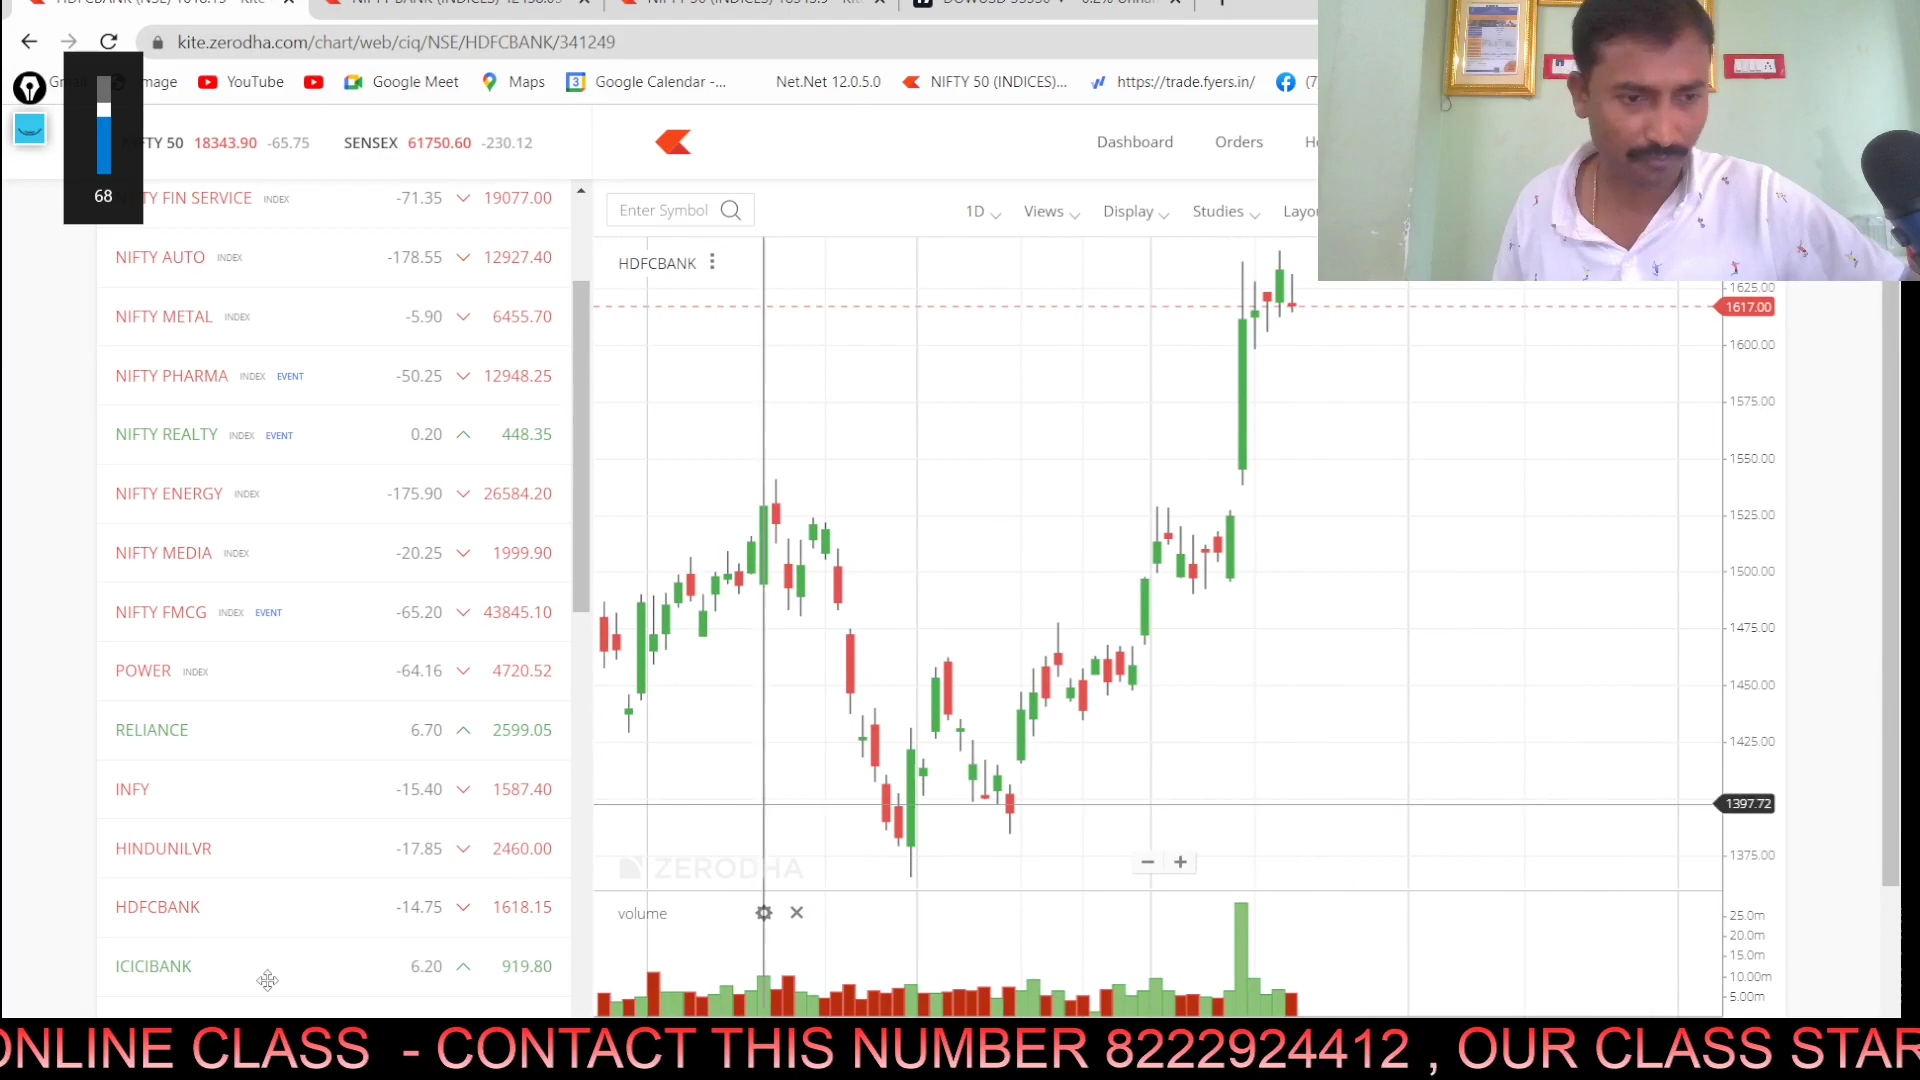 kite.zerodha.com/chart/web/ciq/NSE/HDFCBANK/341249
YouTube
Google Meet
Maps
Google Calendar -...
Net.Net 12.0.5.0
NIFTY 50 (INDICES)...
https://trade.fyers.in/
68
TY 50 18343.90 -65.75
SENSEX 61750.60 -230.12
Dashboard
Orders
TY FIN SERVICE INDEX -71.35 19077.00
NIFTY AUTO INDEX -178.55 12927.40
NIFTY METAL INDEX -5.90 6455.70
NIFTY PHARMA INDEX EVENT -50.25 12948.25
NIFTY REALTY INDEX EVENT 0.20 448.35
NIFTY ENERGY INDEX -175.90 26584.20
NIFTY MEDIA INDEX -20.25 1999.90
NIFTY FMCG INDEX EVENT -65.20 43845.10
POWER INDEX -64.16 4720.52
RELIANCE 6.70 2599.05
INFY -15.40 1587.40
HINDUNILVR -17.85 2460.00
HDFCBANK -14.75 1618.15
ICICIBANK 6.20 919.80
Enter Symbol
1D
Views
Display
Studies
Layou
HDFCBANK
1625.00
1617.00
1600.00
1575.00
1550.00
1525.00
1500.00
1475.00
1450.00
1425.00
1397.72
1375.00
ZERODHA
volume
25.0m
20.0m
15.0m
10.00m
5.00m
ONLINE CLASS - CONTACT THIS NUMBER 8222924412 , OUR CLASS STAR